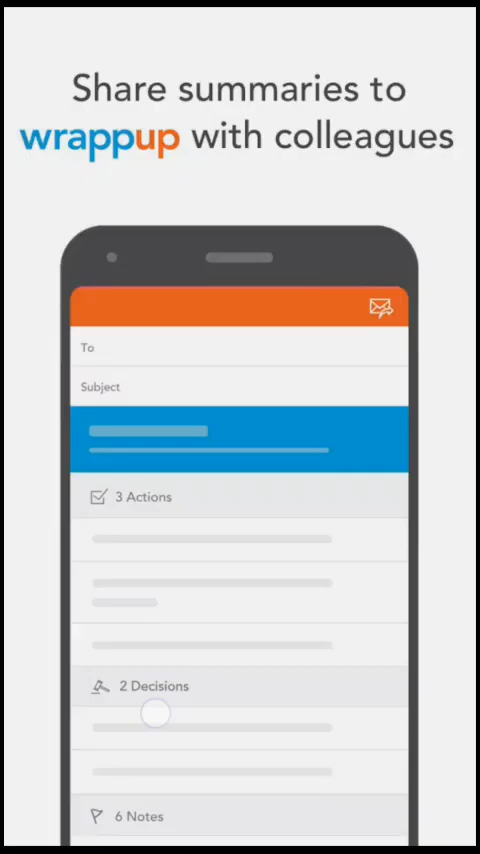 Share summaries to
wrappup with colleagues
To
Subject
3 Actions
2 Decisions
6 Notes